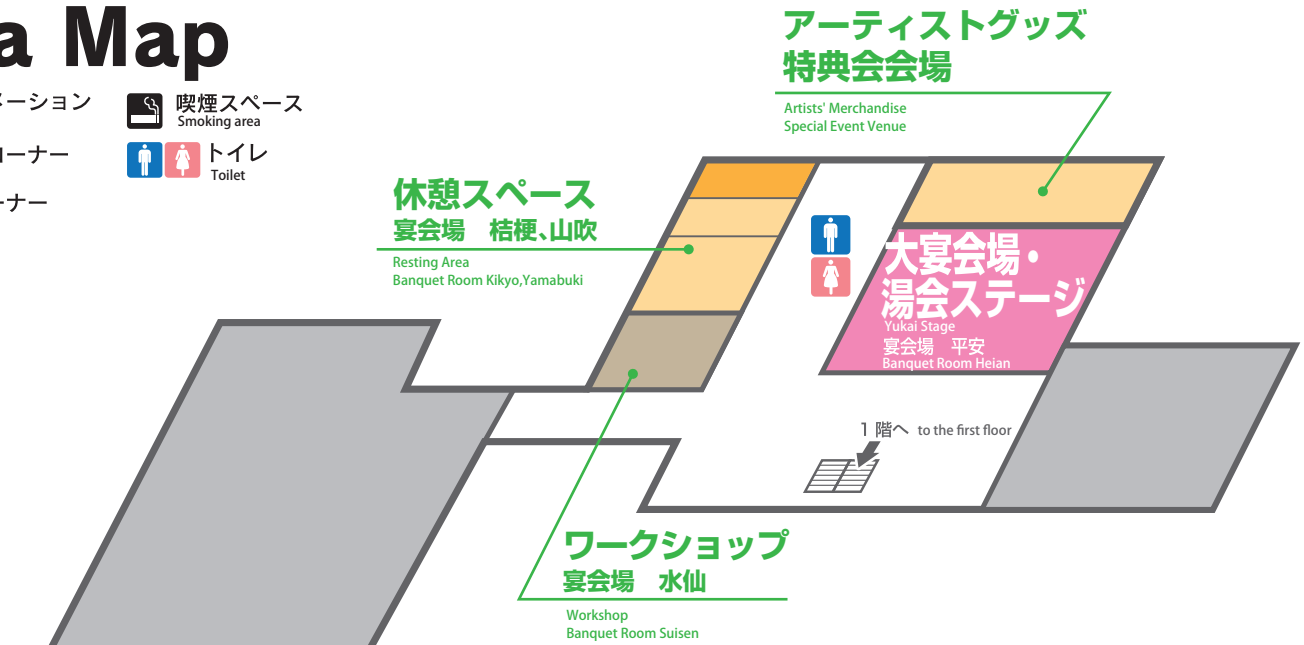 a Map
メーション
喫煙スペース
Smoking area
コーナー
トイレ
Toilet
ーナー
アーティストグッズ
特典会会場
Artists' Merchandise
Special Event Venue
休憩スペース
宴会場　桔梗、山吹
Resting Area
Banquet Room Kikyo,Yamabuki
大宴会場・
湯会ステージ
Yukai Stage
宴会場　平安
Banquet Room Heian
1 階へ to the first floor
ワークショップ
宴会場　水仙
Workshop
Banquet Room Suisen